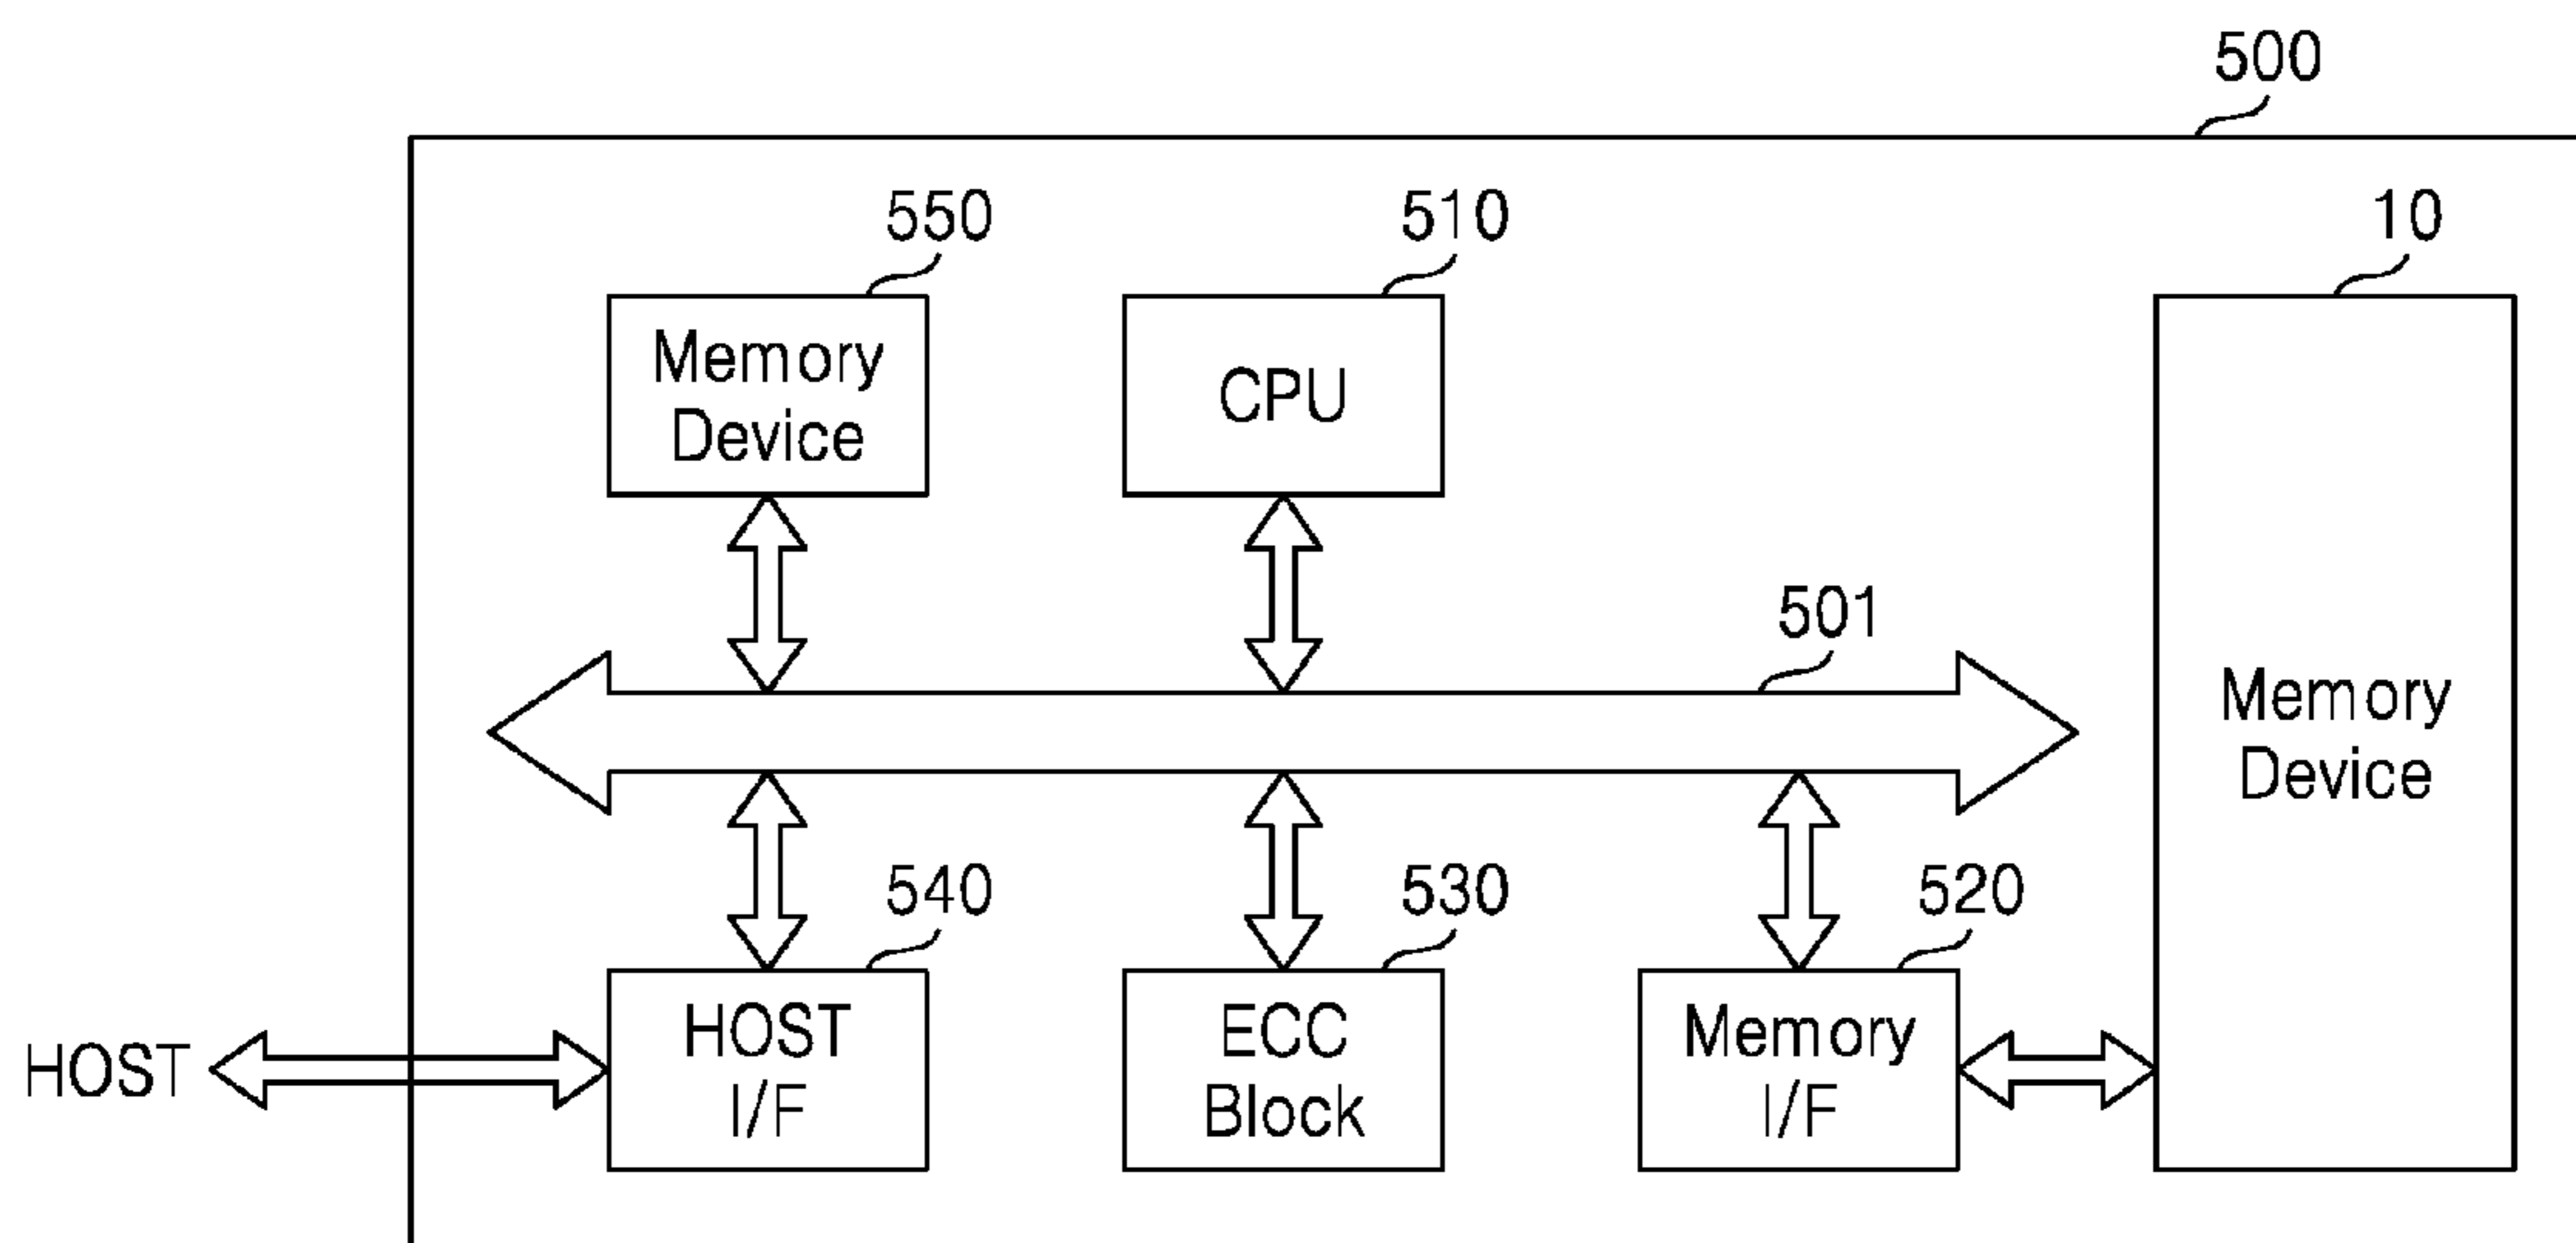 500
550
510
10
Memory
Device
CPU
501
Memory
Device
540
530
520
HOST
HOST
I/F
ECC
Block
Memory
I/F